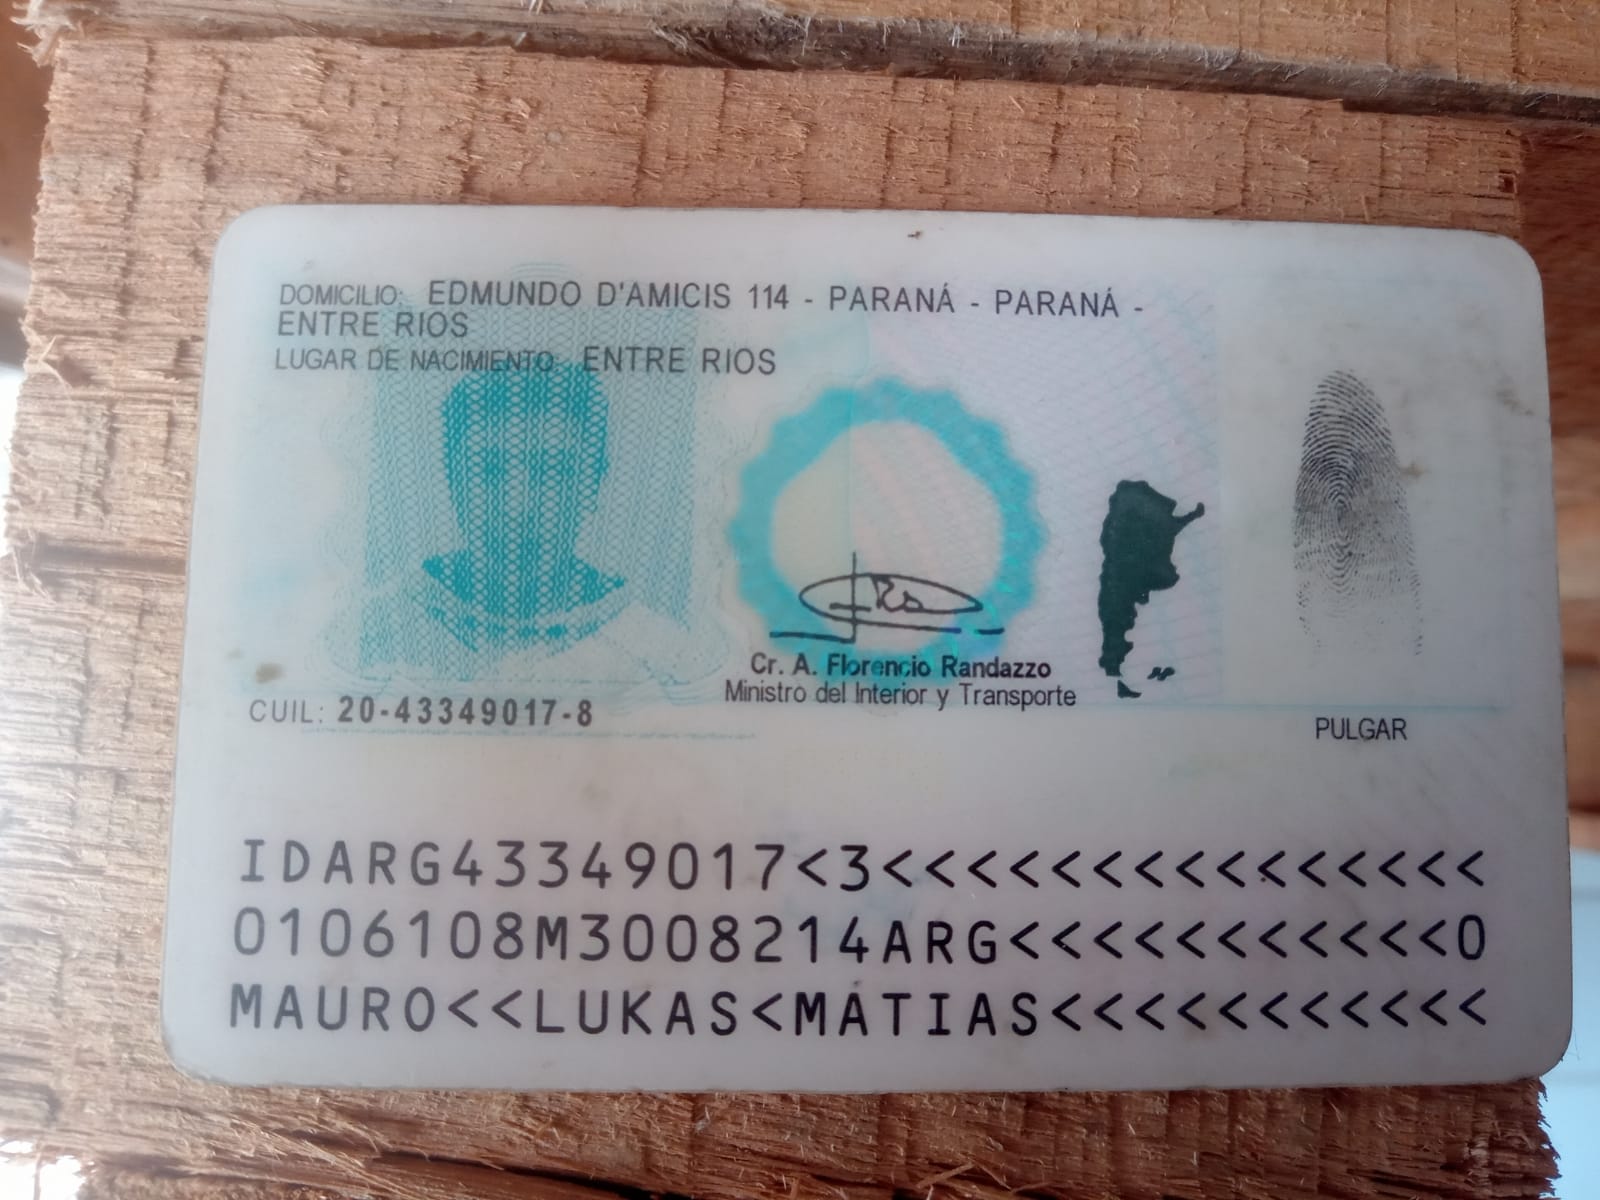 DOMICILIO: EDMUNDO D'AMICIS 114 - PARANÁ - PARANÁ -
ENTRE RIOS
LUGAR DE NACIMIENTO: ENTRE RIOS
Cr. A. Florencio Randazzo
Ministro del Interior y Transporte
CUIL: 20-43349017-8
PULGAR
IDARG43349017<3<<<<<<<<<<<<<<<
0106108M3008214ARG<<<<<<<<<<<0
MAURO<<LUKAS<MATIAS<<<<<<<<<<<